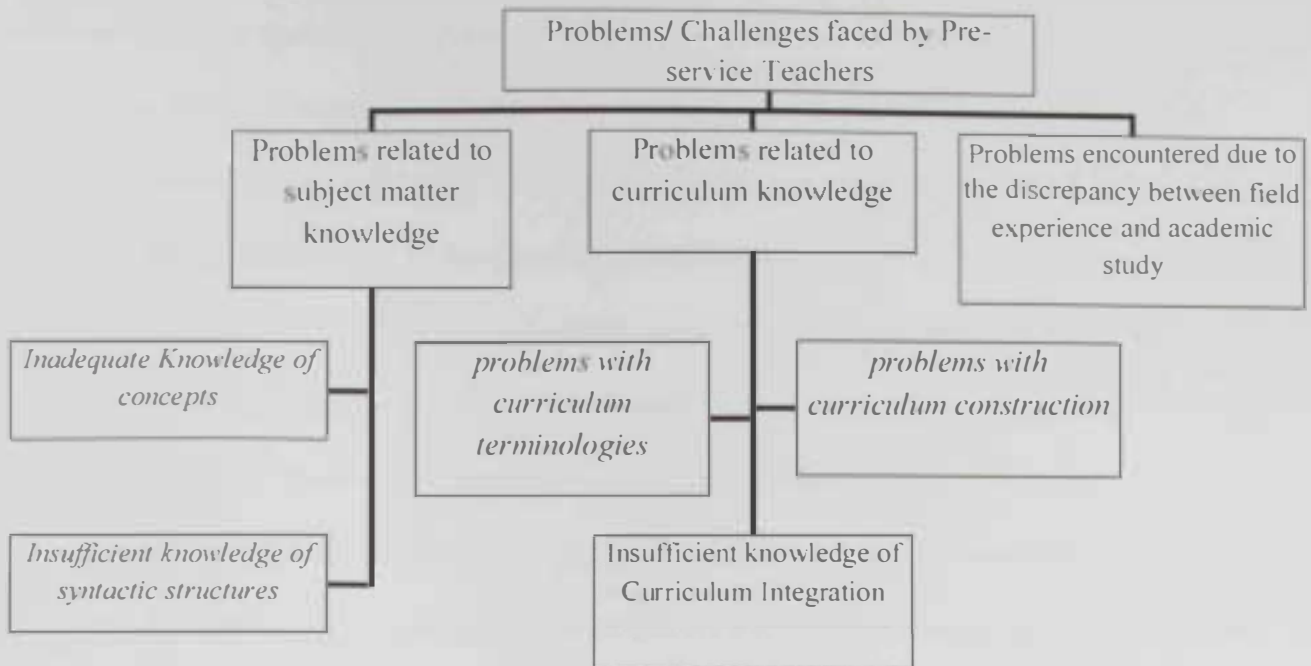 Problems/ Challenges faced by Pre-
service Teachers
Problems related to
subject matter
knowledge
Problems related to
curriculum knowledge
Problems encountered due to
the discrepancy between field
experience and academic
study
Inadequate Knowledge of
concepts
problems with
curriculum
terminologies
problems with
curriculum construction
Insufficient knowledge of
syntactic structures
Insufficient knowledge of
Curriculum Integration